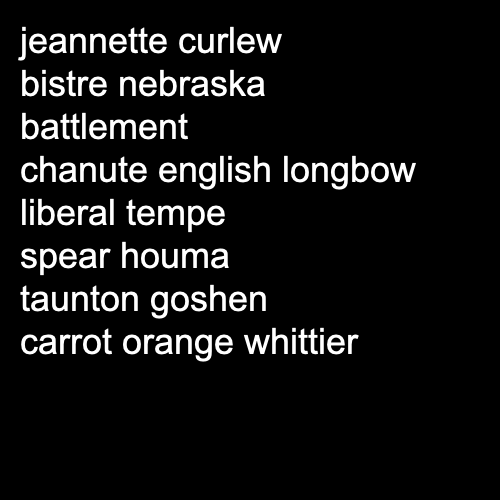 jeannette curlew
bistre nebraska
battlement
chanute english longbow
liberal tempe
spear houma
taunton goshen
carrot orange whittier